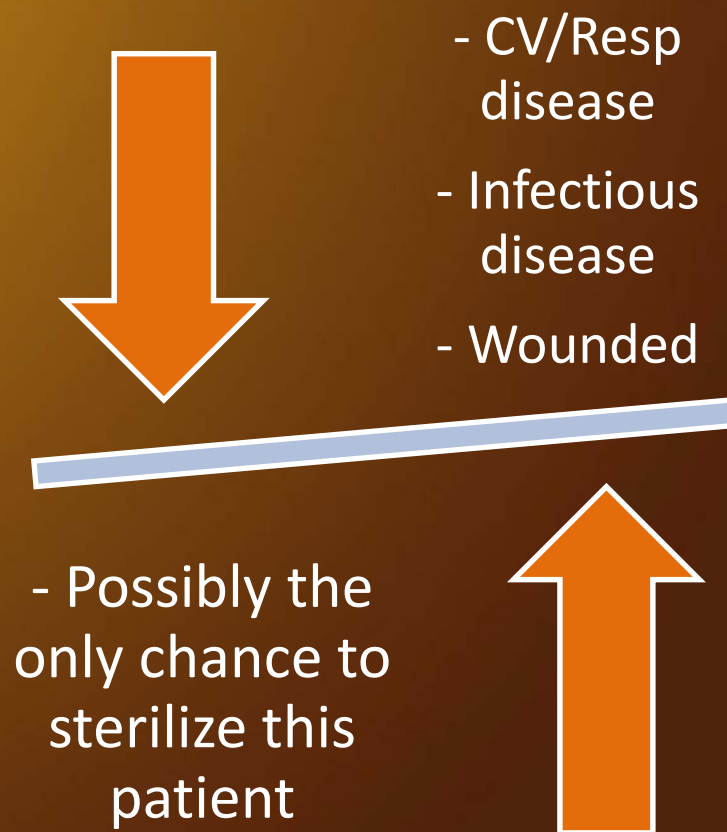 - CV/Resp
disease
- Infectious
disease
- Wounded
- Possibly the
only chance to
sterilize this
patient